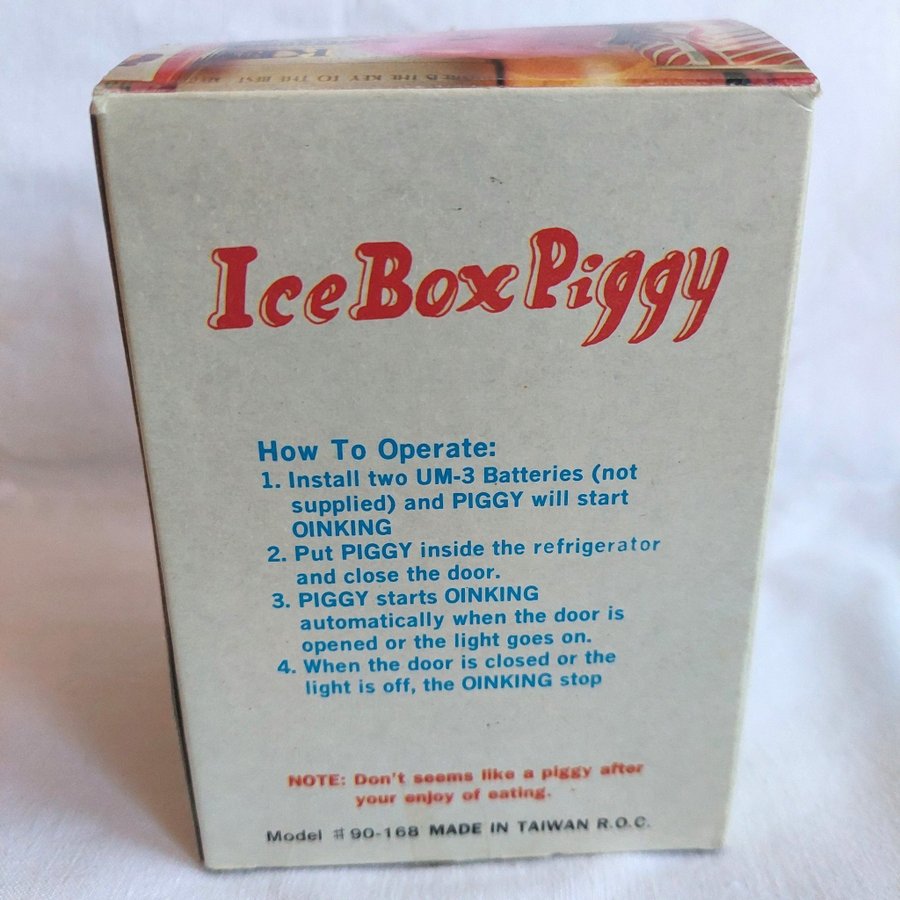 Ice Box Piggy
How To Operate:
1. Install two UM-3 Batteries (not
supplied) and PIGGY will start
OINKING
2. Put PIGGY inside the refrigerator
and close the door.
3. PIGGY starts OINKING
automatically when the door is
opened or the light goes on.
4. When the door is closed or the
light is off, the OINKING stop
NOTE: Don't seems like a piggy after
your enjoy of eating.
Model #90-168 MADE IN TAIWAN R.O.C.